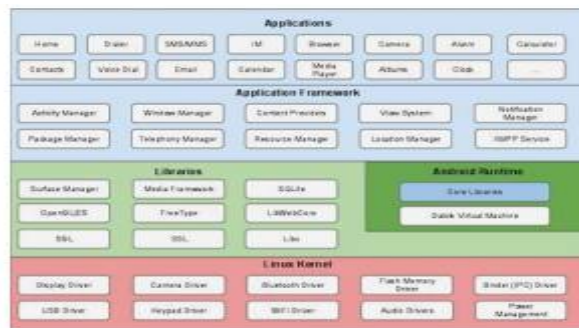 Applications
Home Dialer SMS/MMS IM Browser Camera Alarm Calculator
Contacts Voice Dial Email Calendar Media Player Albums Clock ...
Application Framework
Activity Manager Window Manager Content Providers View System Notification Manager
Package Manager Telephony Manager Resource Manager Location Manager XMPP Service
Libraries Android Runtime
Surface Manager Media Framework SQLite Core Libraries
OpenGL|ES FreeType LibWebCore Dalvik Virtual Machine
SGL SSL Libc
Linux Kernel
Display Driver Camera Driver Bluetooth Driver Flash Memory Driver Binder (IPC) Driver
USB Driver Keypad Driver WiFi Driver Audio Drivers Power Management